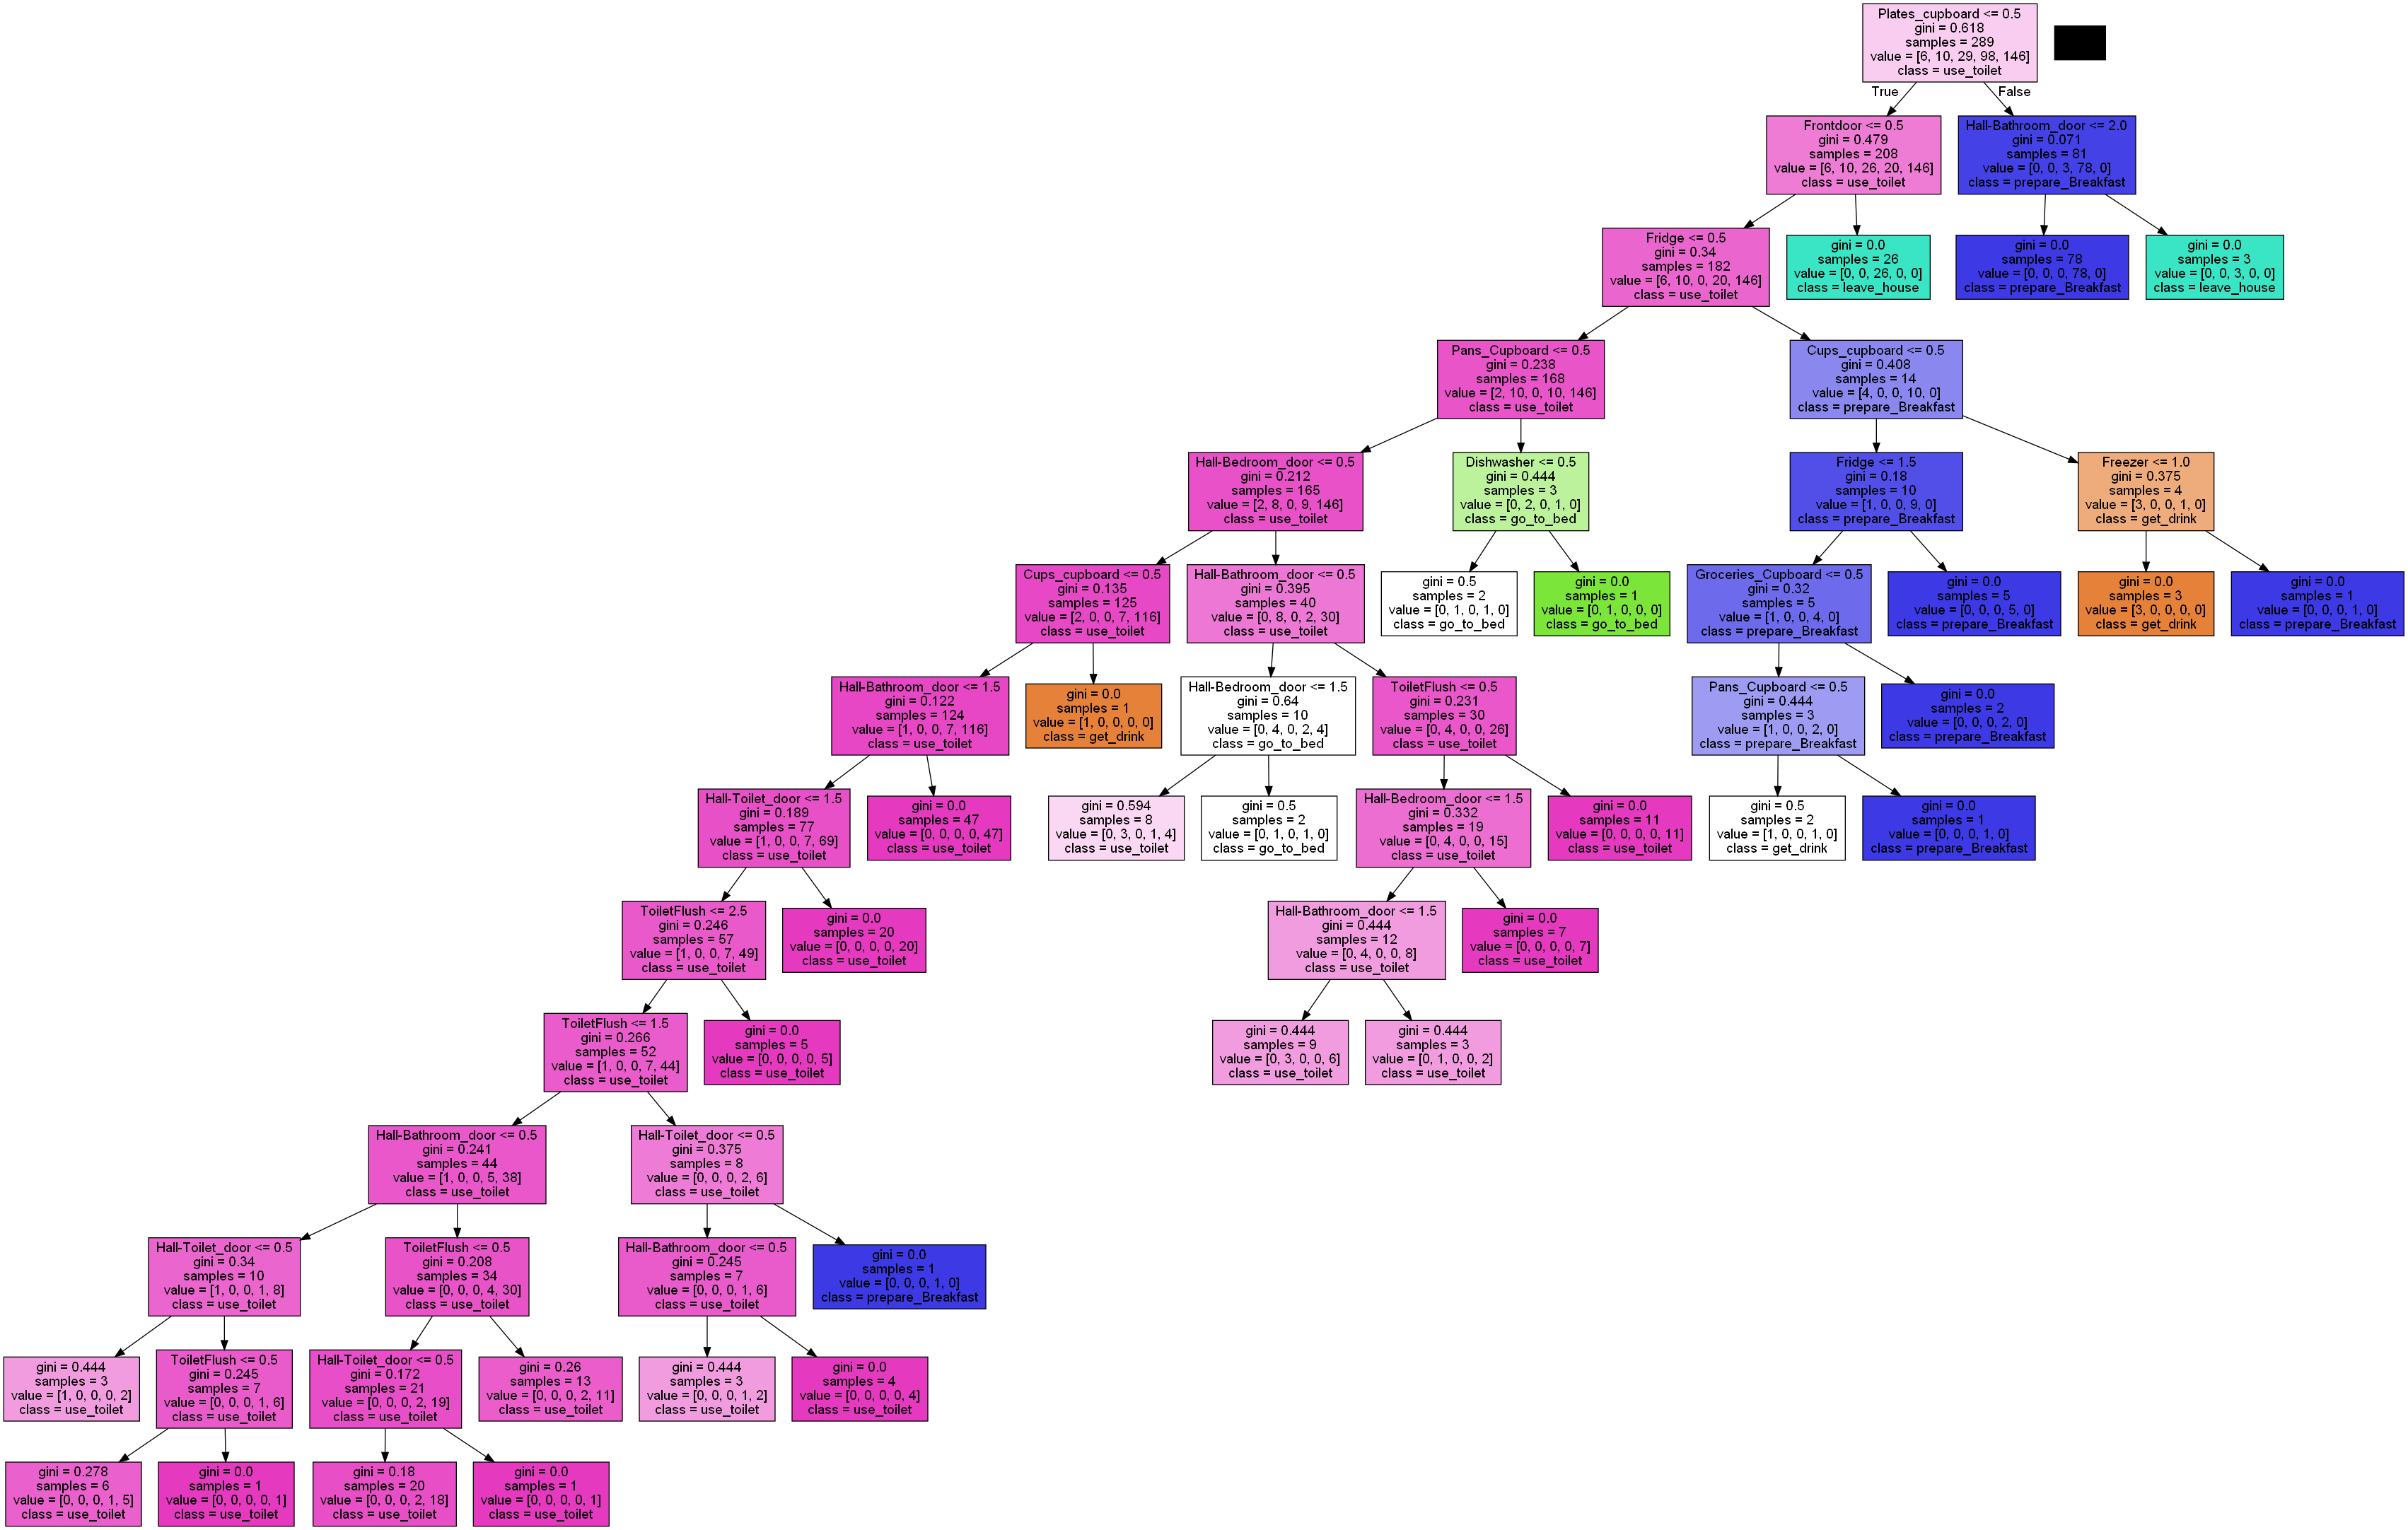 Plates_cupboard <= 0.5
gini = 0.618
samples = 289
value = [6, 10, 29, 98, 146]
class = use_toilet
True
False
Frontdoor <= 0.5
gini = 0.479
samples = 208
value = [6, 10, 26, 20, 146]
class = use_toilet
Hall-Bathroom_door <= 2.0
gini = 0.071
samples = 81
value = [0, 0, 3, 78, 0]
class = prepare_Breakfast
Fridge <= 0.5
gini = 0.34
samples = 182
value = [6, 10, 0, 20, 146]
class = use_toilet
gini = 0.0
samples = 26
value = [0, 0, 26, 0, 0]
class = leave_house
gini = 0.0
samples = 78
value = [0, 0, 0, 78, 0]
class = prepare_Breakfast
gini = 0.0
samples = 3
value = [0, 0, 3, 0, 0]
class = leave_house
Pans_Cupboard <= 0.5
gini = 0.238
samples = 168
value = [2, 10, 0, 10, 146]
class = use_toilet
Cups_cupboard <= 0.5
gini = 0.408
samples = 14
value = [4, 0, 0, 10, 0]
class = prepare_Breakfast
Hall-Bedroom_door <= 0.5
gini = 0.212
samples = 165
value = [2, 8, 0, 9, 146]
class = use_toilet
Dishwasher <= 0.5
gini = 0.444
samples = 3
value = [0, 2, 0, 1, 0]
class = go_to_bed
Fridge <= 1.5
gini = 0.18
samples = 10
value = [1, 0, 0, 9, 0]
class = prepare_Breakfast
Freezer <= 1.0
gini = 0.375
samples = 4
value = [3, 0, 0, 1, 0]
class = get_drink
Cups_cupboard <= 0.5
gini = 0.135
samples = 125
value = [2, 0, 0, 7, 116]
class = use_toilet
Hall-Bathroom_door <= 0.5
gini = 0.395
samples = 40
value = [0, 8, 0, 2, 30]
class = use_toilet
gini = 0.5
samples = 2
value = [0, 1, 0, 1, 0]
class = go_to_bed
gini = 0.0
samples = 1
value = [0, 1, 0, 0, 0]
class = go_to_bed
Groceries_Cupboard <= 0.5
gini = 0.32
samples = 5
value = [1, 0, 0, 4, 0]
class = prepare_Breakfast
gini = 0.0
samples = 5
value = [0, 0, 0, 5, 0]
class = prepare_Breakfast
gini = 0.0
samples = 3
value = [3, 0, 0, 0, 0]
class = get_drink
gini = 0.0
samples = 1
value = [0, 0, 0, 1, 0]
class = prepare_Breakfast
Hall-Bathroom_door <= 1.5
gini = 0.122
samples = 124
value = [1, 0, 0, 7, 116]
class = use_toilet
gini = 0.0
samples = 1
value = [1, 0, 0, 0, 0]
class = get_drink
Hall-Bedroom_door <= 1.5
gini = 0.64
samples = 10
value = [0, 4, 0, 2, 4]
class = go_to_bed
ToiletFlush <= 0.5
gini = 0.231
samples = 30
value = [0, 4, 0, 0, 26]
class = use_toilet
Pans_Cupboard <= 0.5
gini = 0.444
samples = 3
value = [1, 0, 0, 2, 0]
class = prepare_Breakfast
gini = 0.0
samples = 2
value = [0, 0, 0, 2, 0]
class = prepare_Breakfast
Hall-Toilet_door <= 1.5
gini = 0.189
samples = 77
value = [1, 0, 0, 7, 69]
class = use_toilet
gini = 0.0
samples = 47
value = [0, 0, 0, 0, 47]
class = use_toilet
gini = 0.594
samples = 8
value = [0, 3, 0, 1, 4]
class = use_toilet
gini = 0.5
samples = 2
value = [0, 1, 0, 1, 0]
class = go_to_bed
Hall-Bedroom_door <= 1.5
gini = 0.332
samples = 19
value = [0, 4, 0, 0, 15]
class = use_toilet
gini = 0.0
samples = 11
value = [0, 0, 0, 0, 11]
class = use_toilet
gini = 0.5
samples = 2
value = [1, 0, 0, 1, 0]
class = get_drink
gini = 0.0
samples = 1
value = [0, 0, 0, 1, 0]
class = prepare_Breakfast
ToiletFlush <= 2.5
gini = 0.246
samples = 57
value = [1, 0, 0, 7, 49]
class = use_toilet
gini = 0.0
samples = 20
value = [0, 0, 0, 0, 20]
class = use_toilet
Hall-Bathroom_door <= 1.5
gini = 0.444
samples = 12
value = [0, 4, 0, 0, 8]
class = use_toilet
gini = 0.0
samples = 7
value = [0, 0, 0, 0, 7]
class = use_toilet
ToiletFlush <= 1.5
gini = 0.266
samples = 52
value = [1, 0, 0, 7, 44]
class = use_toilet
gini = 0.0
samples = 5
value = [0, 0, 0, 0, 5]
class = use_toilet
gini = 0.444
samples = 9
value = [0, 3, 0, 0, 6]
class = use_toilet
gini = 0.444
samples = 3
value = [0, 1, 0, 0, 2]
class = use_toilet
Hall-Bathroom_door <= 0.5
gini = 0.241
samples = 44
value = [1, 0, 0, 5, 38]
class = use_toilet
Hall-Toilet_door <= 0.5
gini = 0.375
samples = 8
value = [0, 0, 0, 2, 6]
class = use_toilet
Hall-Toilet_door <= 0.5
gini = 0.34
samples = 10
value = [1, 0, 0, 1, 8]
class = use_toilet
ToiletFlush <= 0.5
gini = 0.208
samples = 34
value = [0, 0, 0, 4, 30]
class = use_toilet
Hall-Bathroom_door <= 0.5
gini = 0.245
samples = 7
value = [0, 0, 0, 1, 6]
class = use_toilet
gini = 0.0
samples = 1
value = [0, 0, 0, 1, 0]
class = prepare_Breakfast
gini = 0.444
samples = 3
value = [1, 0, 0, 0, 2]
class = use_toilet
ToiletFlush <= 0.5
gini = 0.245
samples = 7
value = [0, 0, 0, 1, 6]
class = use_toilet
Hall-Toilet_door <= 0.5
gini = 0.172
samples = 21
value = [0, 0, 0, 2, 19]
class = use_toilet
gini = 0.26
samples = 13
value = [0, 0, 0, 2, 11]
class = use_toilet
gini = 0.444
samples = 3
value = [0, 0, 0, 1, 2]
class = use_toilet
gini = 0.0
samples = 4
value = [0, 0, 0, 0, 4]
class = use_toilet
gini = 0.278
samples = 6
value = [0, 0, 0, 1, 5]
class = use_toilet
gini = 0.0
samples = 1
value = [0, 0, 0, 0, 1]
class = use_toilet
gini = 0.18
samples = 20
value = [0, 0, 0, 2, 18]
class = use_toilet
gini = 0.0
samples = 1
value = [0, 0, 0, 0, 1]
class = use_toilet